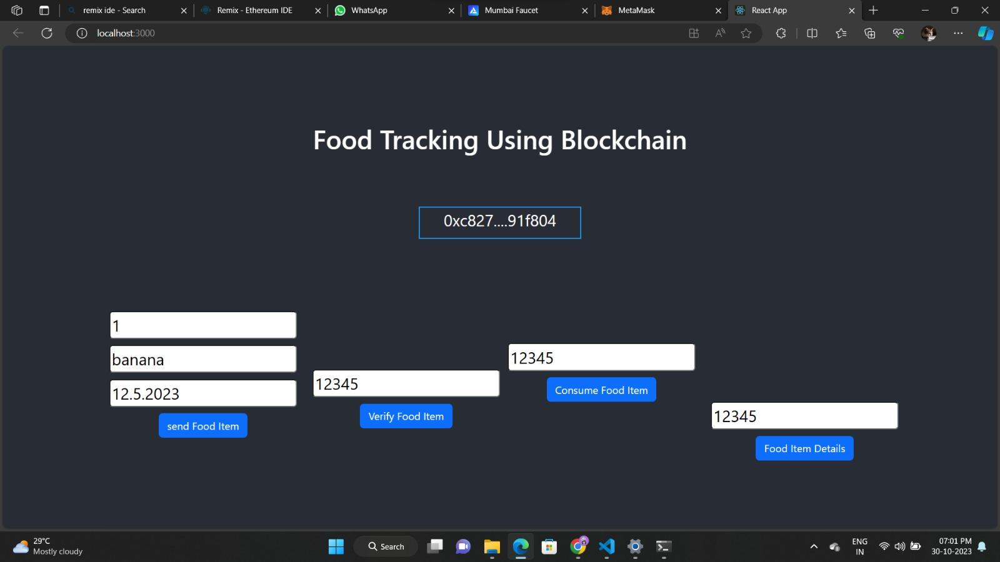 remix ide - Search
Remix - Ethereum IDE
WhatsApp
Mumbai Faucet
MetaMask
React App
localhost:3000
Food Tracking Using Blockchain
0xc827....91f804
1
banana
12.5.2023
send Food Item
12345
Verify Food Item
12345
Consume Food Item
12345
Food Item Details
29°C
Mostly cloudy
Search
ENG
IN
07:01 PM
30-10-2023